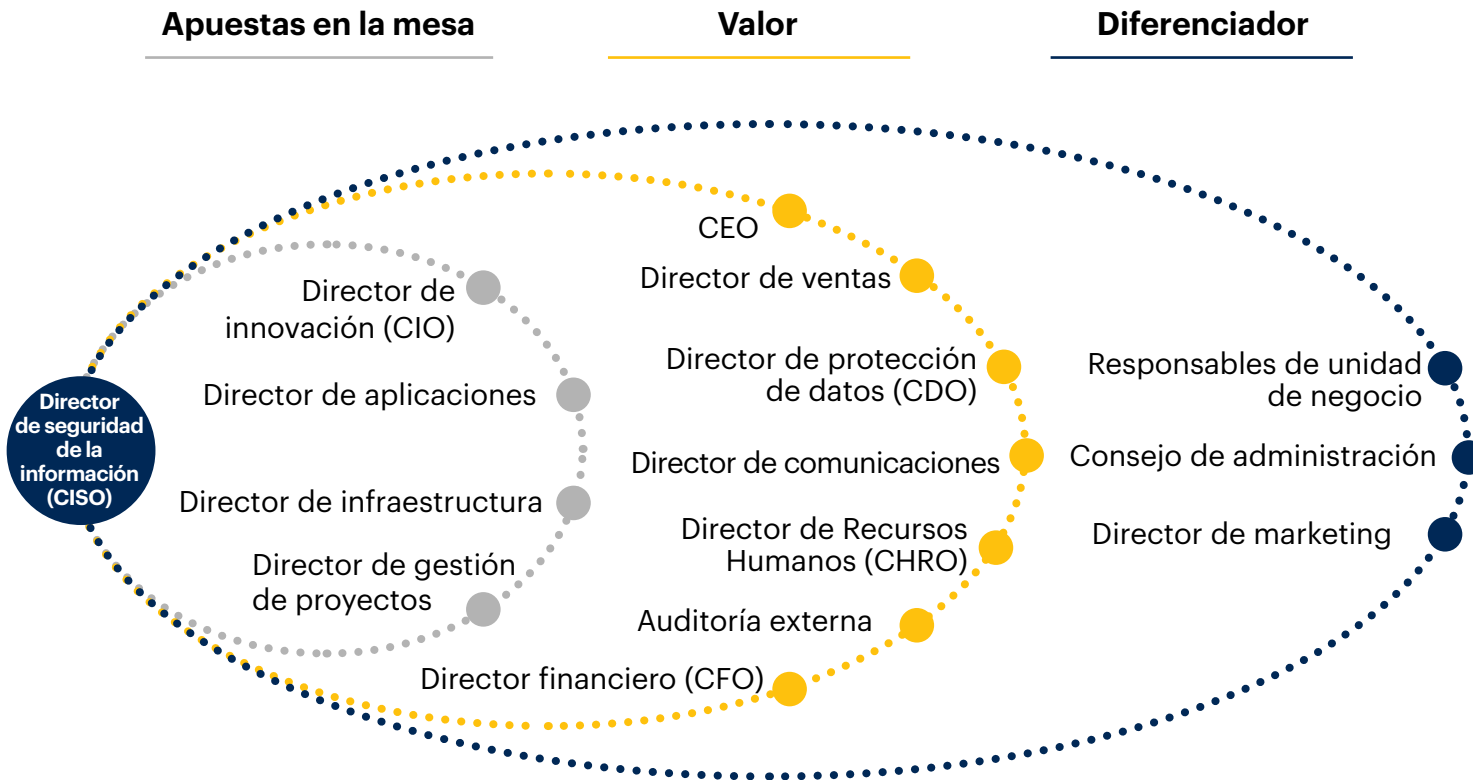 Apuestas en la mesa
Valor
Diferenciador
Director
de seguridad
de la
información
(CISO)
Director de
innovación (CIO)
Director de aplicaciones
Director de infraestructura
Director de gestión
de proyectos
CEO
Director de ventas
Director de protección
de datos (CDO)
Director de comunicaciones
Director de Recursos
Humanos (CHRO)
Auditoría externa
Director financiero (CFO)
Responsables de unidad
de negocio
Consejo de administración
Director de marketing